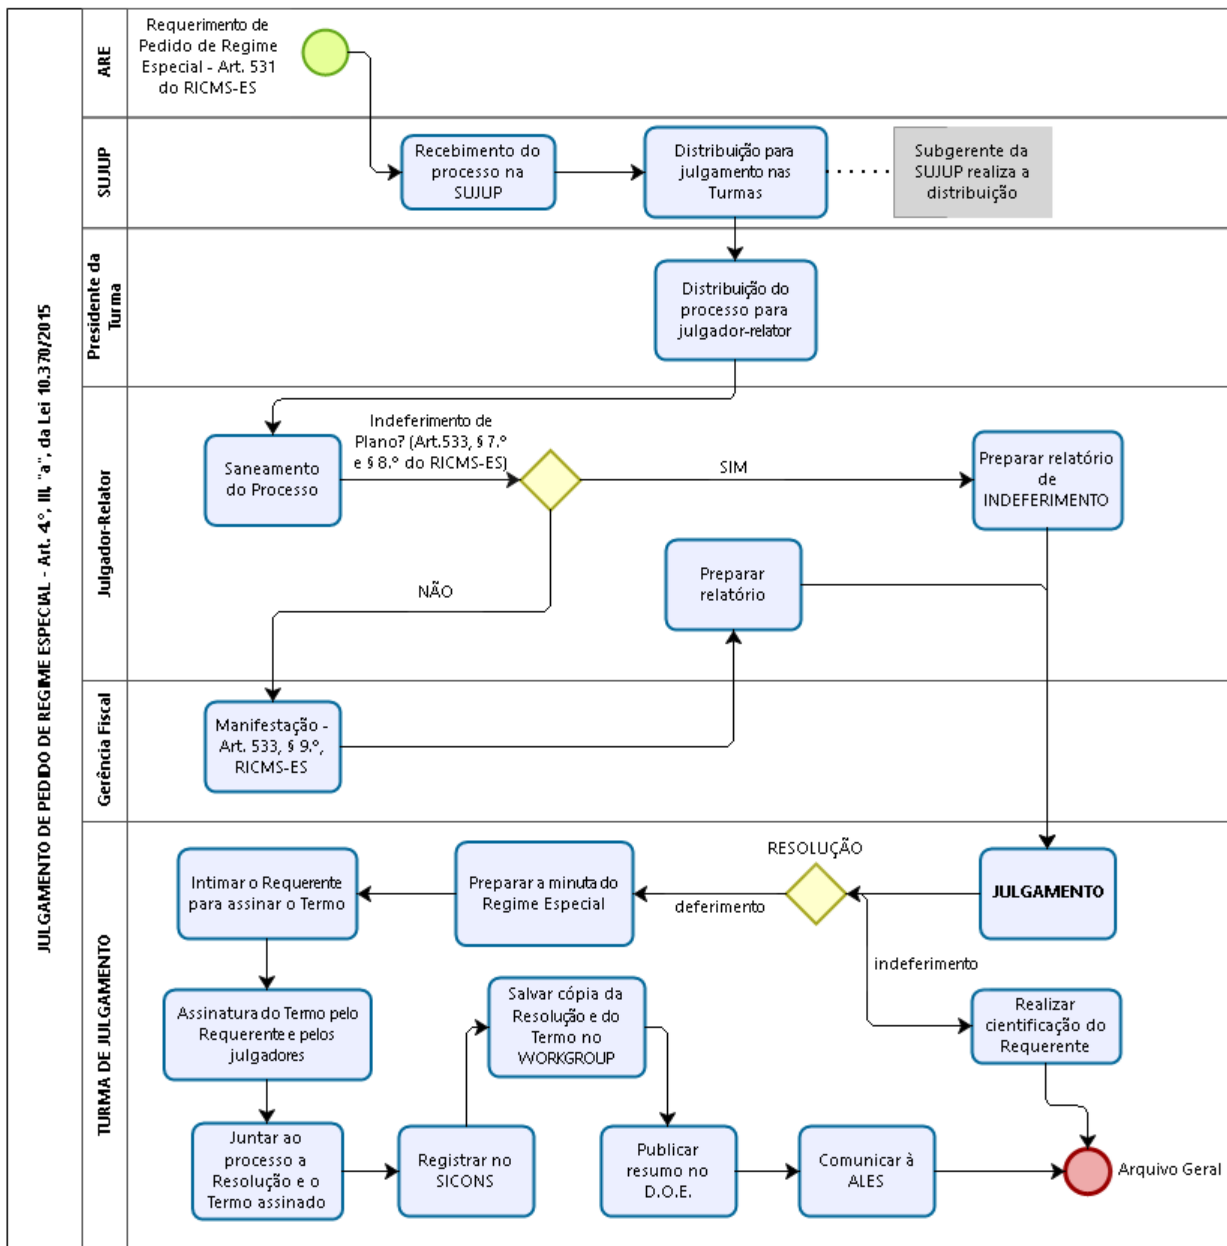 JULGAMENTO DE PEDIDO DE REGIME ESPECIAL - Art. 4.º, III, "a", da Lei 10.370/2015
ARE
Requerimento de
Pedido de Regime
Especial - Art. 531
do RICMS-ES
SUJUP
Recebimento do
processo na
SUJUP
Distribuição para
julgamento nas
Turmas
Subgerente da
SUJUP realiza a
distribuição
Presidente da
Turma
Distribuição do
processo para
julgador-relator
Julgador-Relator
Saneamento
do Processo
Indeferimento de
Plano? (Art.533, § 7.º
e § 8.º do RICMS-ES)
SIM
Preparar relatório
de
INDEFERIMENTO
NÃO
Preparar
relatório
Gerência Fiscal
Manifestação -
Art. 533, § 9.º,
RICMS-ES
TURMA DE JULGAMENTO
JULGAMENTO
RESOLUÇÃO
deferimento
indeferimento
Preparar a minuta do
Regime Especial
Intimar o Requerente
para assinar o Termo
Assinatura do Termo pelo
Requerente e pelos
julgadores
Juntar ao
processo a
Resolução e o
Termo assinado
Registrar no
SICONS
Salvar cópia da
Resolução e do
Termo no
WORKGROUP
Publicar
resumo no
D.O.E.
Comunicar à
ALES
Realizar
cientificação do
Requerente
Arquivo Geral